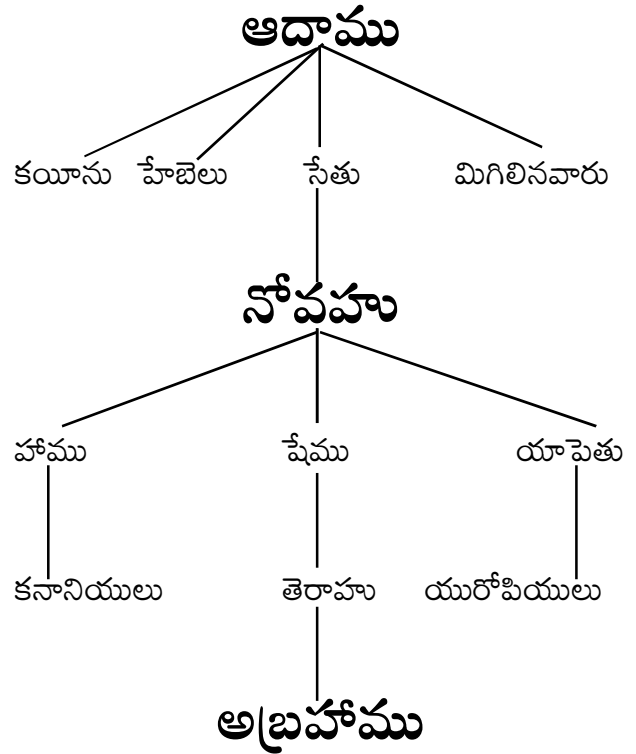 ఆదాము
కయీను హేబెలు సేతు మిగిలినవారు
నోవహు
హాము షేము యాపెతు
కనానియులు తెరాహు యురోపియులు
అబ్రహాము